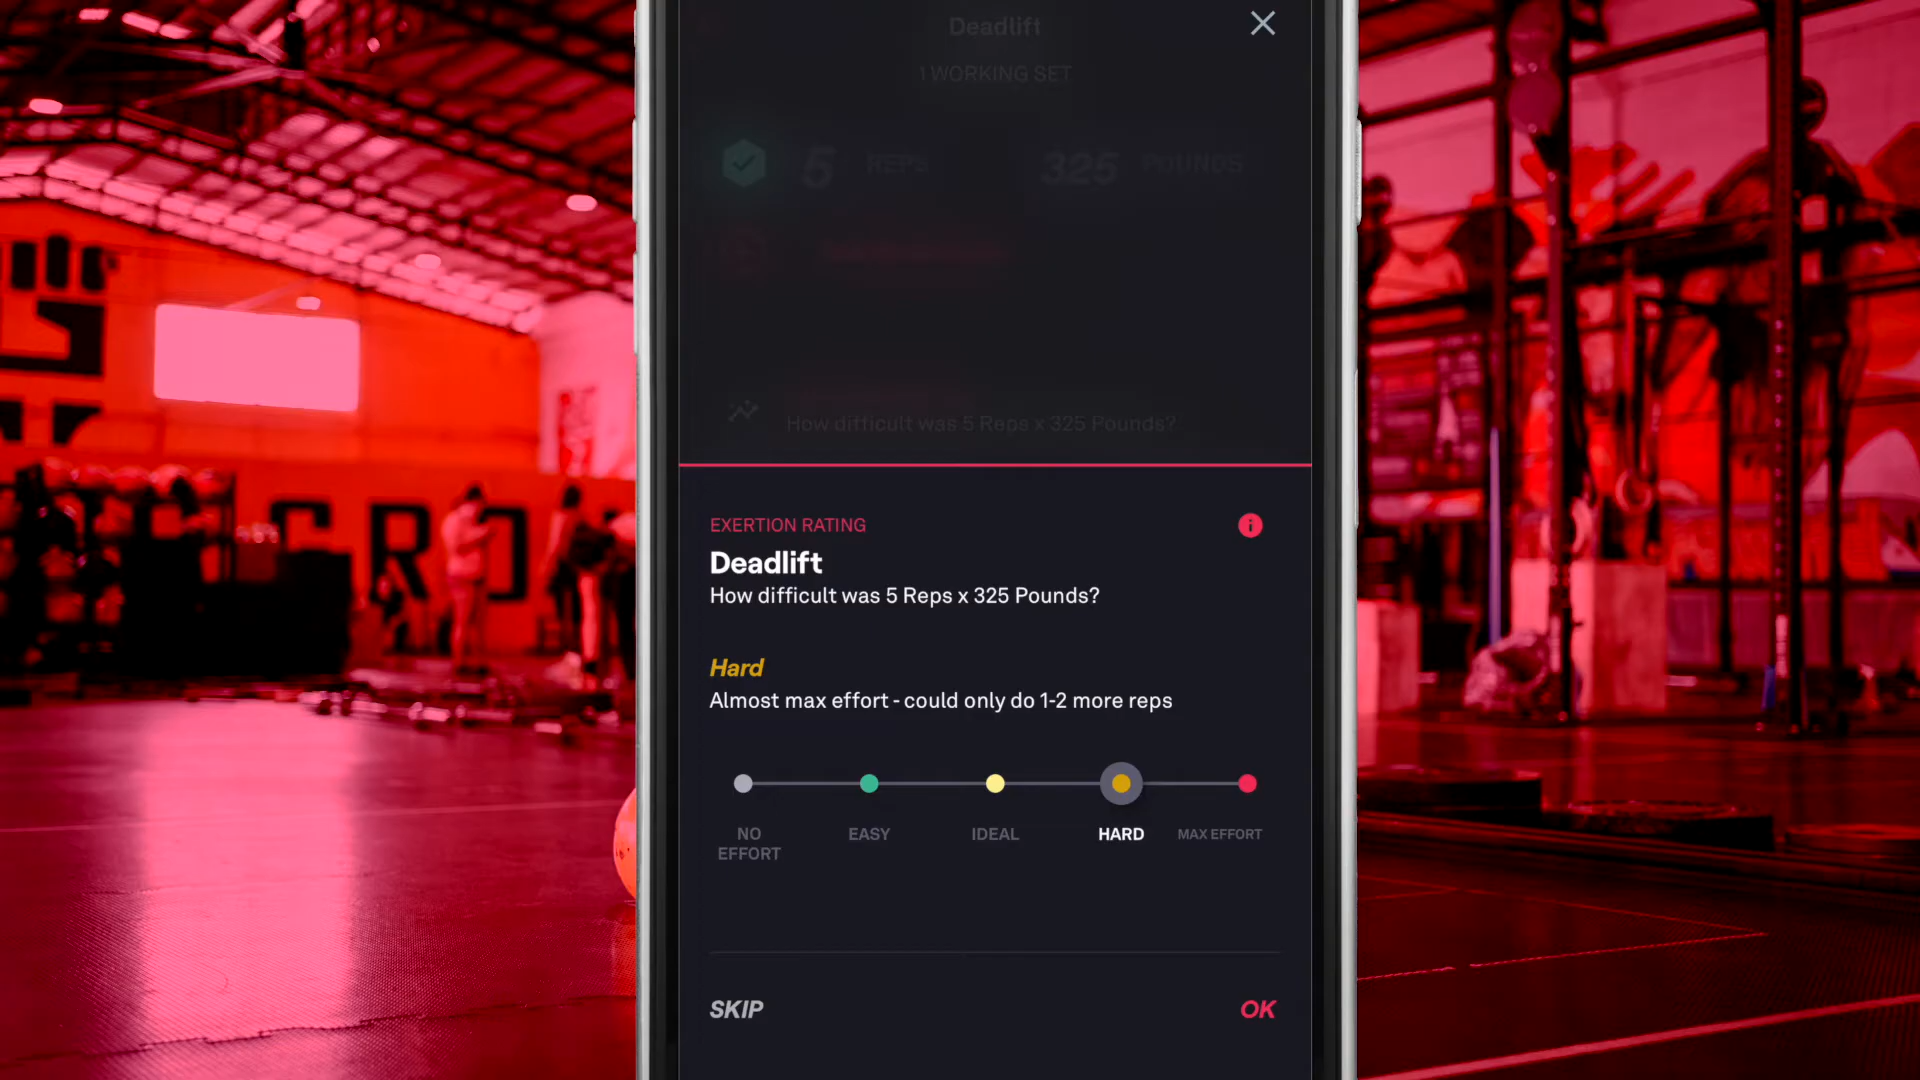 Deadlift
1 WORKING SET
5 REPS 325 POUNDS
How difficult was 5 Reps x 325 Pounds?
EXERTION RATING
Deadlift
How difficult was 5 Reps x 325 Pounds?
Hard
Almost max effort - could only do 1-2 more reps
NO EFFORT EASY IDEAL HARD MAX EFFORT
SKIP OK